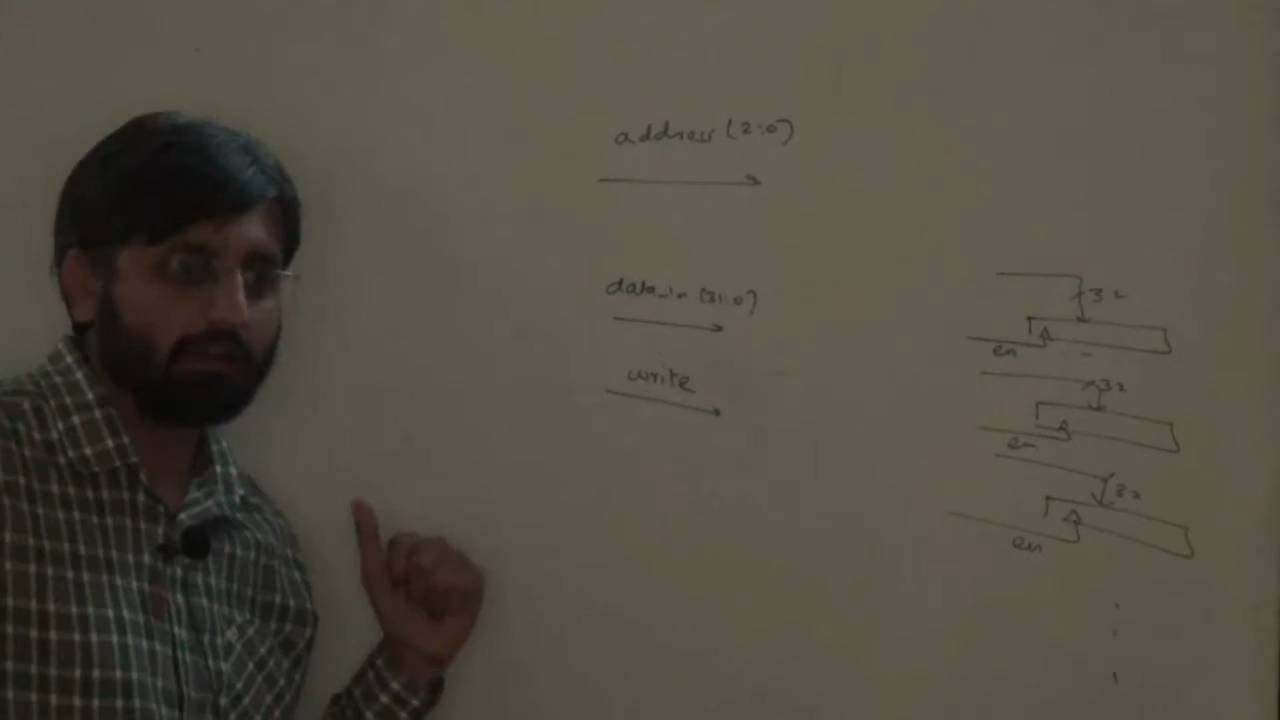 address (2:0)
data_in (31:0)
write
32
en
32
en
32
en